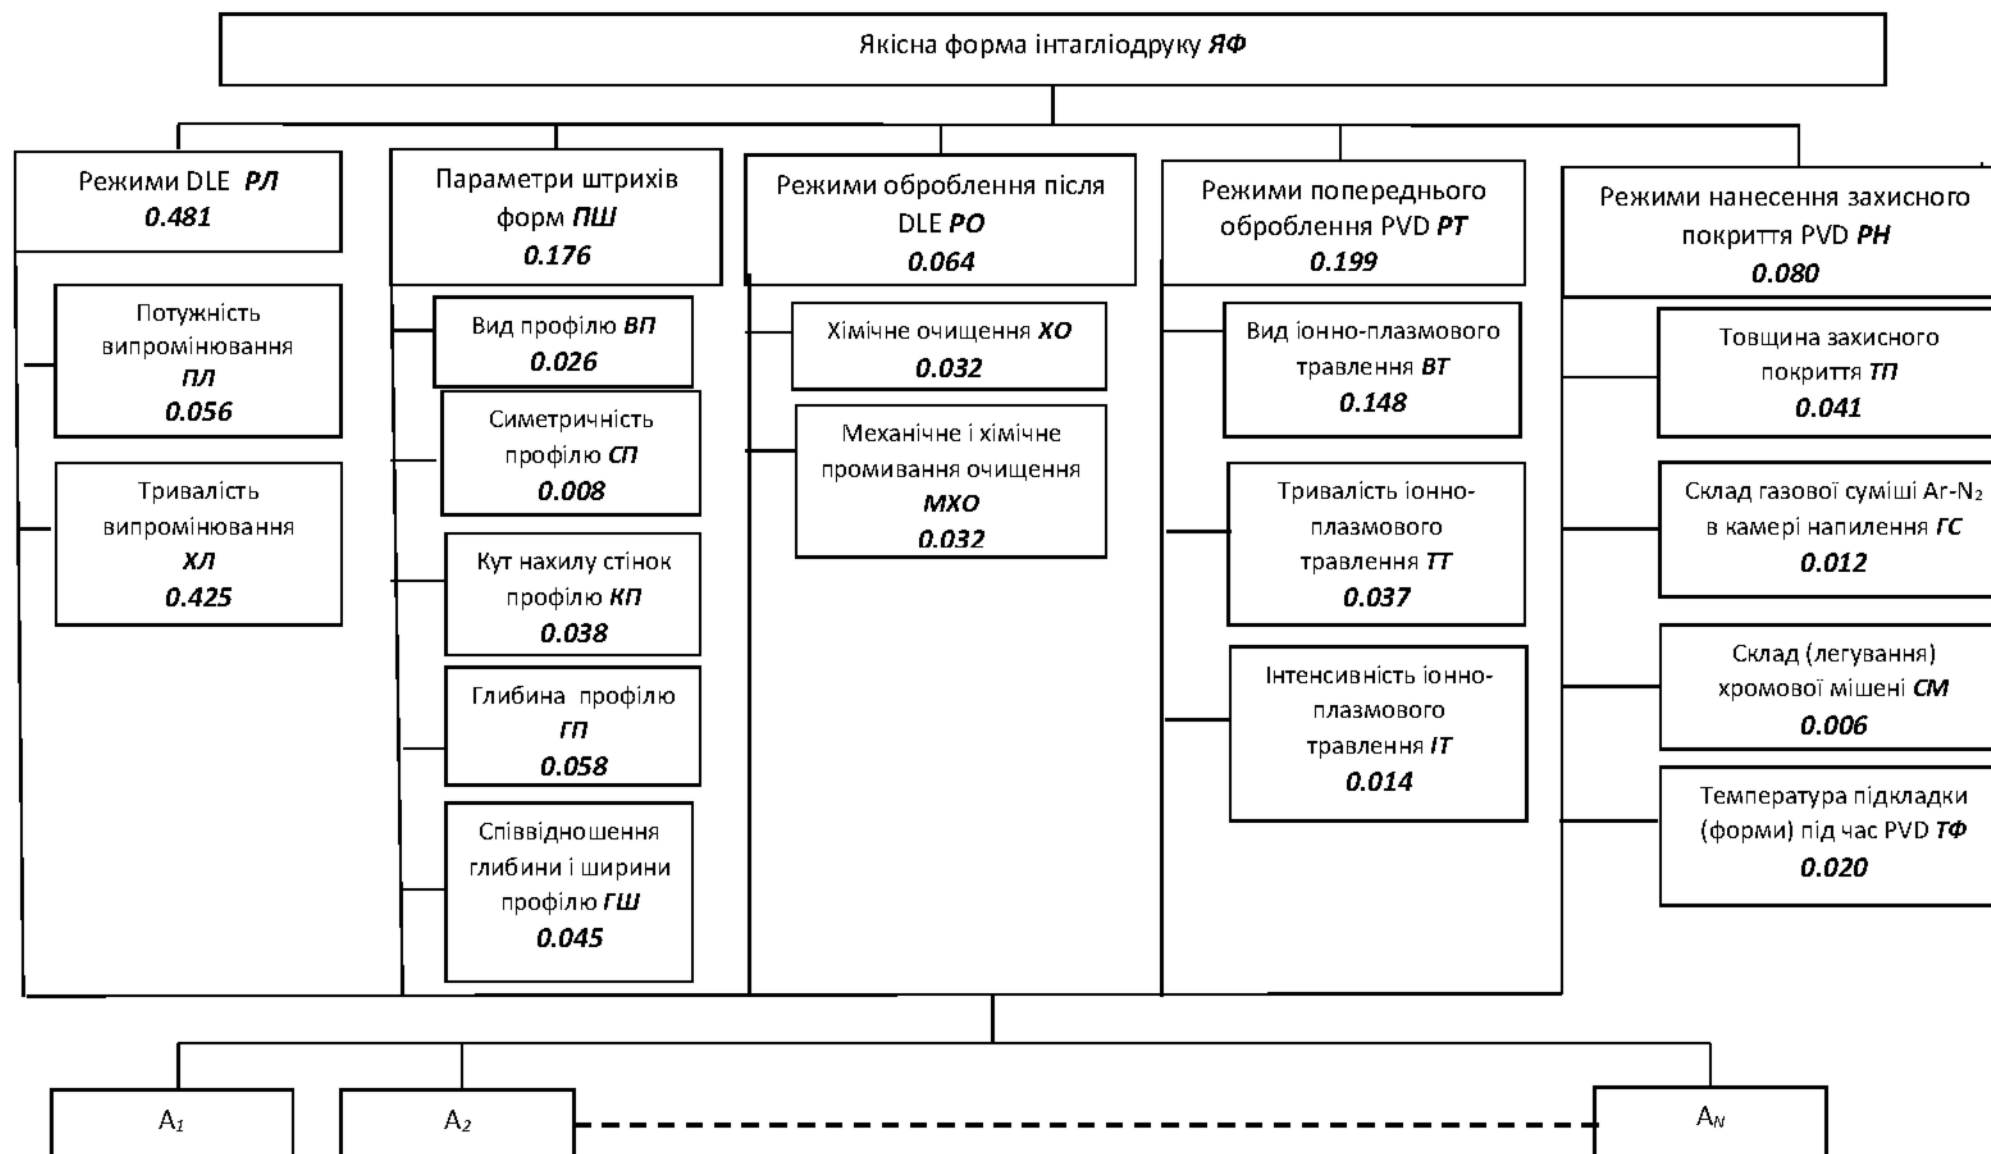 Якісна форма інтагліодруку ЯФ
Режими DLE РЛ
0.481
Потужність
випромінювання
ПЛ
0.056
Тривалість
випромінювання
ХЛ
0.425
Параметри штрихів
форм ПШ
0.176
Вид профілю ВП
0.026
Симетричність
профілю СП
0.008
Кут нахилу стінок
профілю КП
0.038
Глибина профілю
ГП
0.058
Співвідношення
глибини і ширини
профілю ГШ
0.045
Режими оброблення після
DLE РО
0.064
Хімічне очищення ХО
0.032
Механічне і хімічне
промивання очищення
МХО
0.032
Режими попереднього
оброблення PVD РТ
0.199
Вид іонно-плазмового
травлення ВТ
0.148
Тривалість іонно-
плазмового
травлення ТТ
0.037
Інтенсивність іонно-
плазмового
травлення ІТ
0.014
Режими нанесення захисного
покриття PVD РН
0.080
Товщина захисного
покриття ТП
0.041
Склад газової суміші Ar-N₂
в камері напилення ГС
0.012
Склад (легування)
хромової мішені СМ
0.006
Температура підкладки
(форми) під час PVD ТФ
0.020
A₁
A₂
A_N